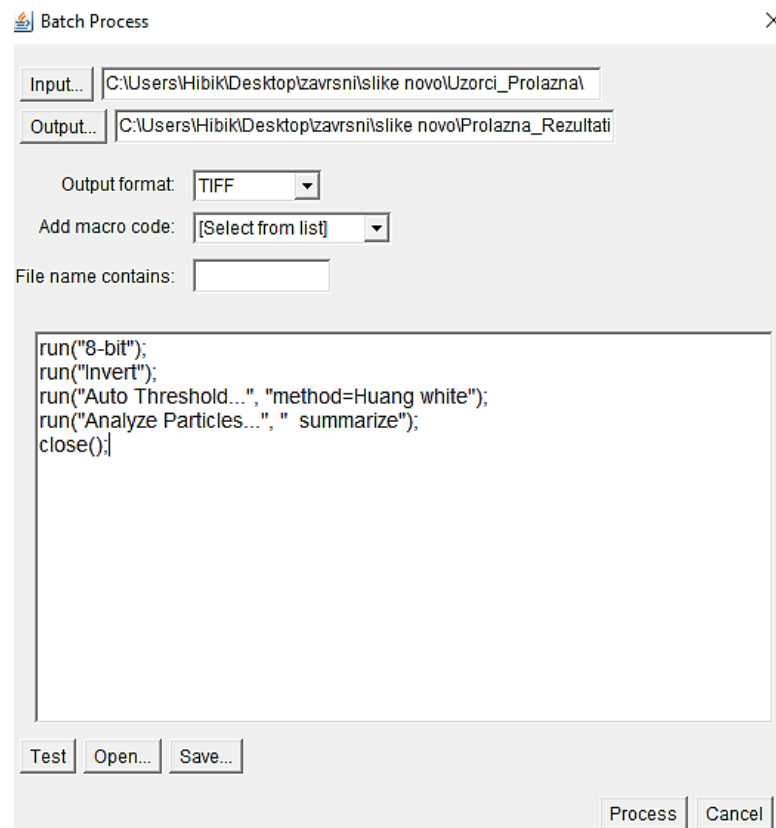 Batch Process
Input... C:\Users\Hibik\Desktop\zavrsni\slike novo\Uzorci_Prolazna\
Output... C:\Users\Hibik\Desktop\zavrsni\slike novo\Prolazna_Rezultati
Output format: TIFF
Add macro code: [Select from list]
File name contains:
run("8-bit");
run("Invert");
run("Auto Threshold...", "method=Huang white");
run("Analyze Particles...", "  summarize");
close();
Test Open... Save...
Process Cancel